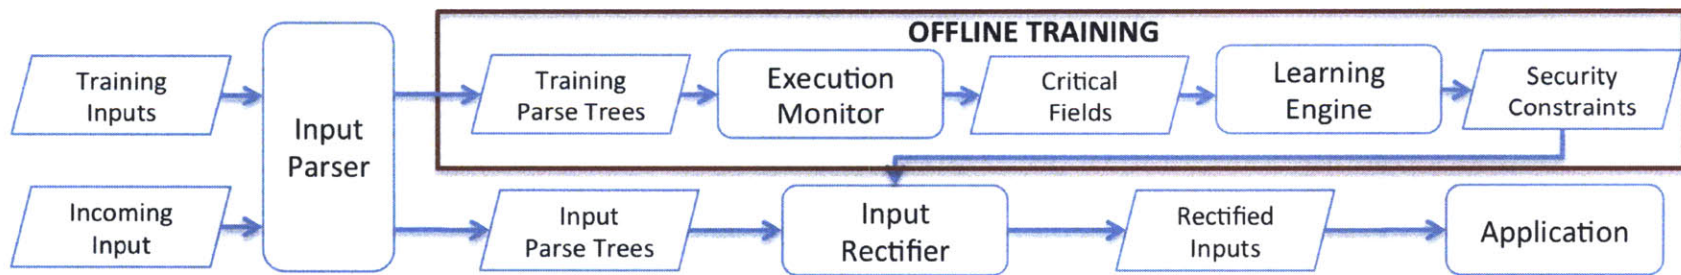 OFFLINE TRAINING
Training
Inputs
Input
Parser
Training
Parse Trees
Execution
Monitor
Critical
Fields
Learning
Engine
Security
Constraints
Incoming
Input
Input
Parse Trees
Input
Rectifier
Rectified
Inputs
Application